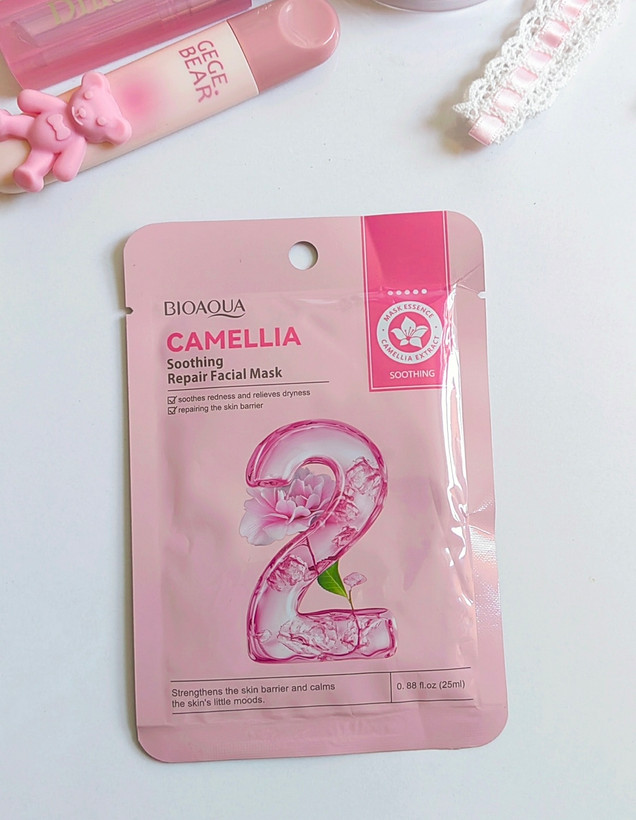 GEGE.
BEAR
BIOAQUA
CAMELLIA
Soothing
Repair Facial Mask
soothes redness and relieves dryness
repairing the skin barrier
MASK ESSENCE
CAMELLIA EXTRACT
SOOTHING
2
Strengthens the skin barrier and calms
the skin's little moods.
0. 88 fl.oz (25ml)